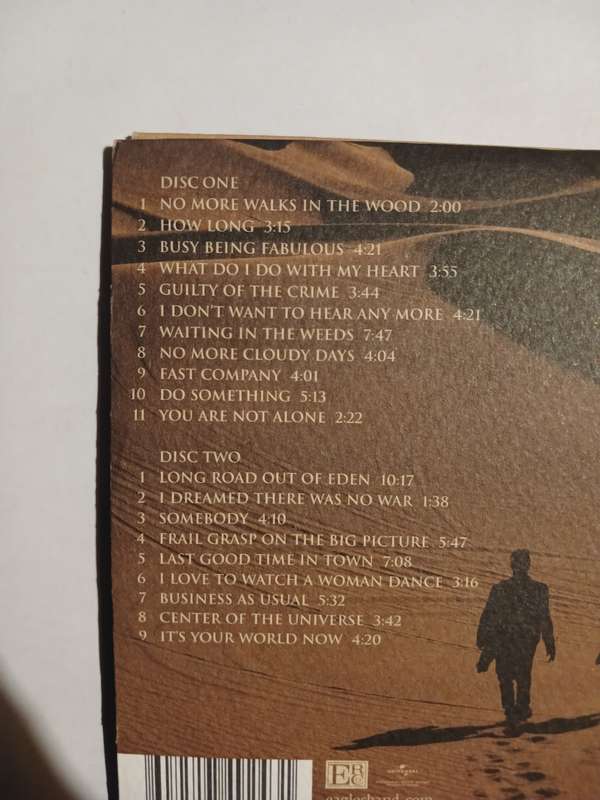 DISC ONE
1 NO MORE WALKS IN THE WOOD 2:00
2 HOW LONG 3:15
3 BUSY BEING FABULOUS 4:21
4 WHAT DO I DO WITH MY HEART 3:55
5 GUILTY OF THE CRIME 3:44
6 I DON'T WANT TO HEAR ANY MORE 4:21
7 WAITING IN THE WEEDS 7:47
8 NO MORE CLOUDY DAYS 4:04
9 FAST COMPANY 4:01
10 DO SOMETHING 5:13
11 YOU ARE NOT ALONE 2:22
DISC TWO
1 LONG ROAD OUT OF EDEN 10:17
2 I DREAMED THERE WAS NO WAR 1:38
3 SOMEBODY 4:10
4 FRAIL GRASP ON THE BIG PICTURE 5:47
5 LAST GOOD TIME IN TOWN 7:08
6 I LOVE TO WATCH A WOMAN DANCE 3:16
7 BUSINESS AS USUAL 5:32
8 CENTER OF THE UNIVERSE 3:42
9 IT'S YOUR WORLD NOW 4:20
ERC
UNIVERSAL
eaglesband.com